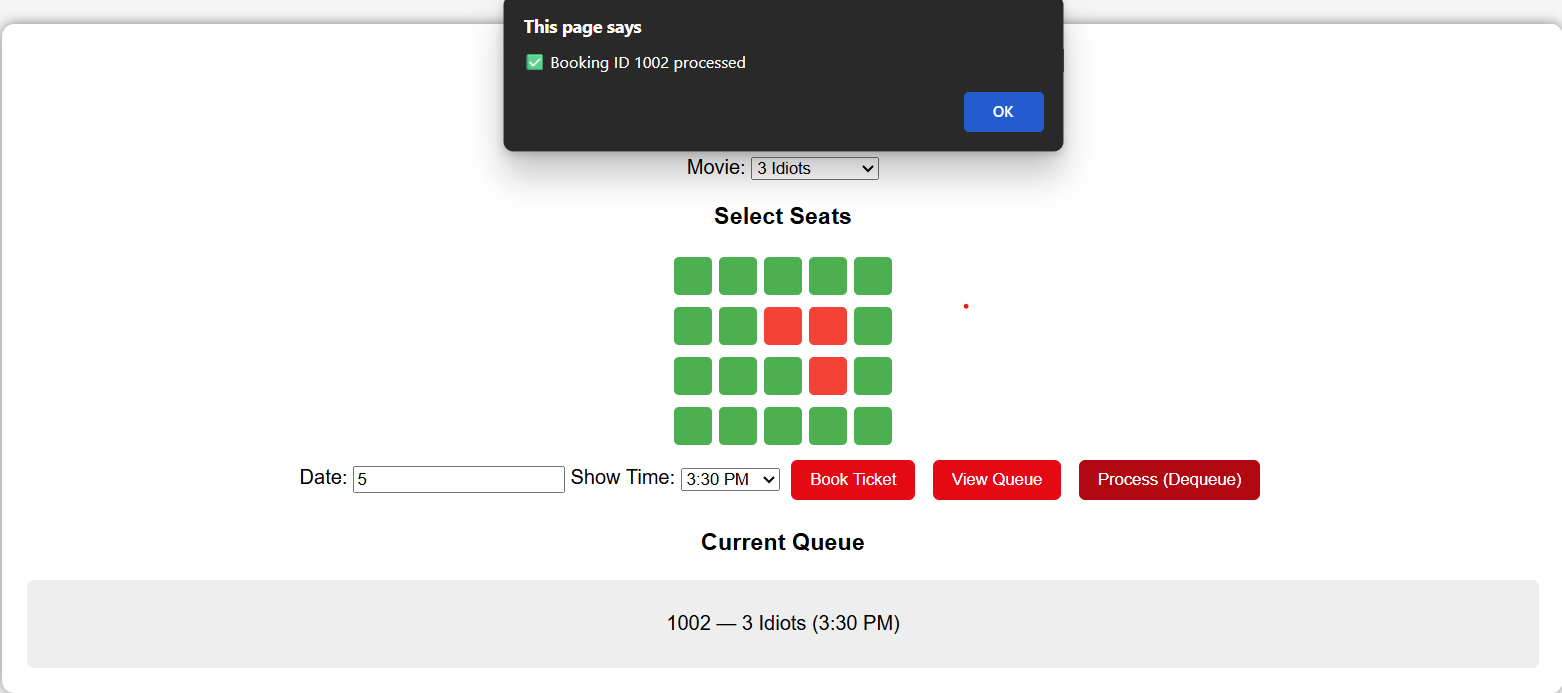 This page says
✅ Booking ID 1002 processed
OK
Movie: 3 Idiots
Select Seats
Date: 5 Show Time: 3:30 PM Book Ticket View Queue Process (Dequeue)
Current Queue
1002 — 3 Idiots (3:30 PM)